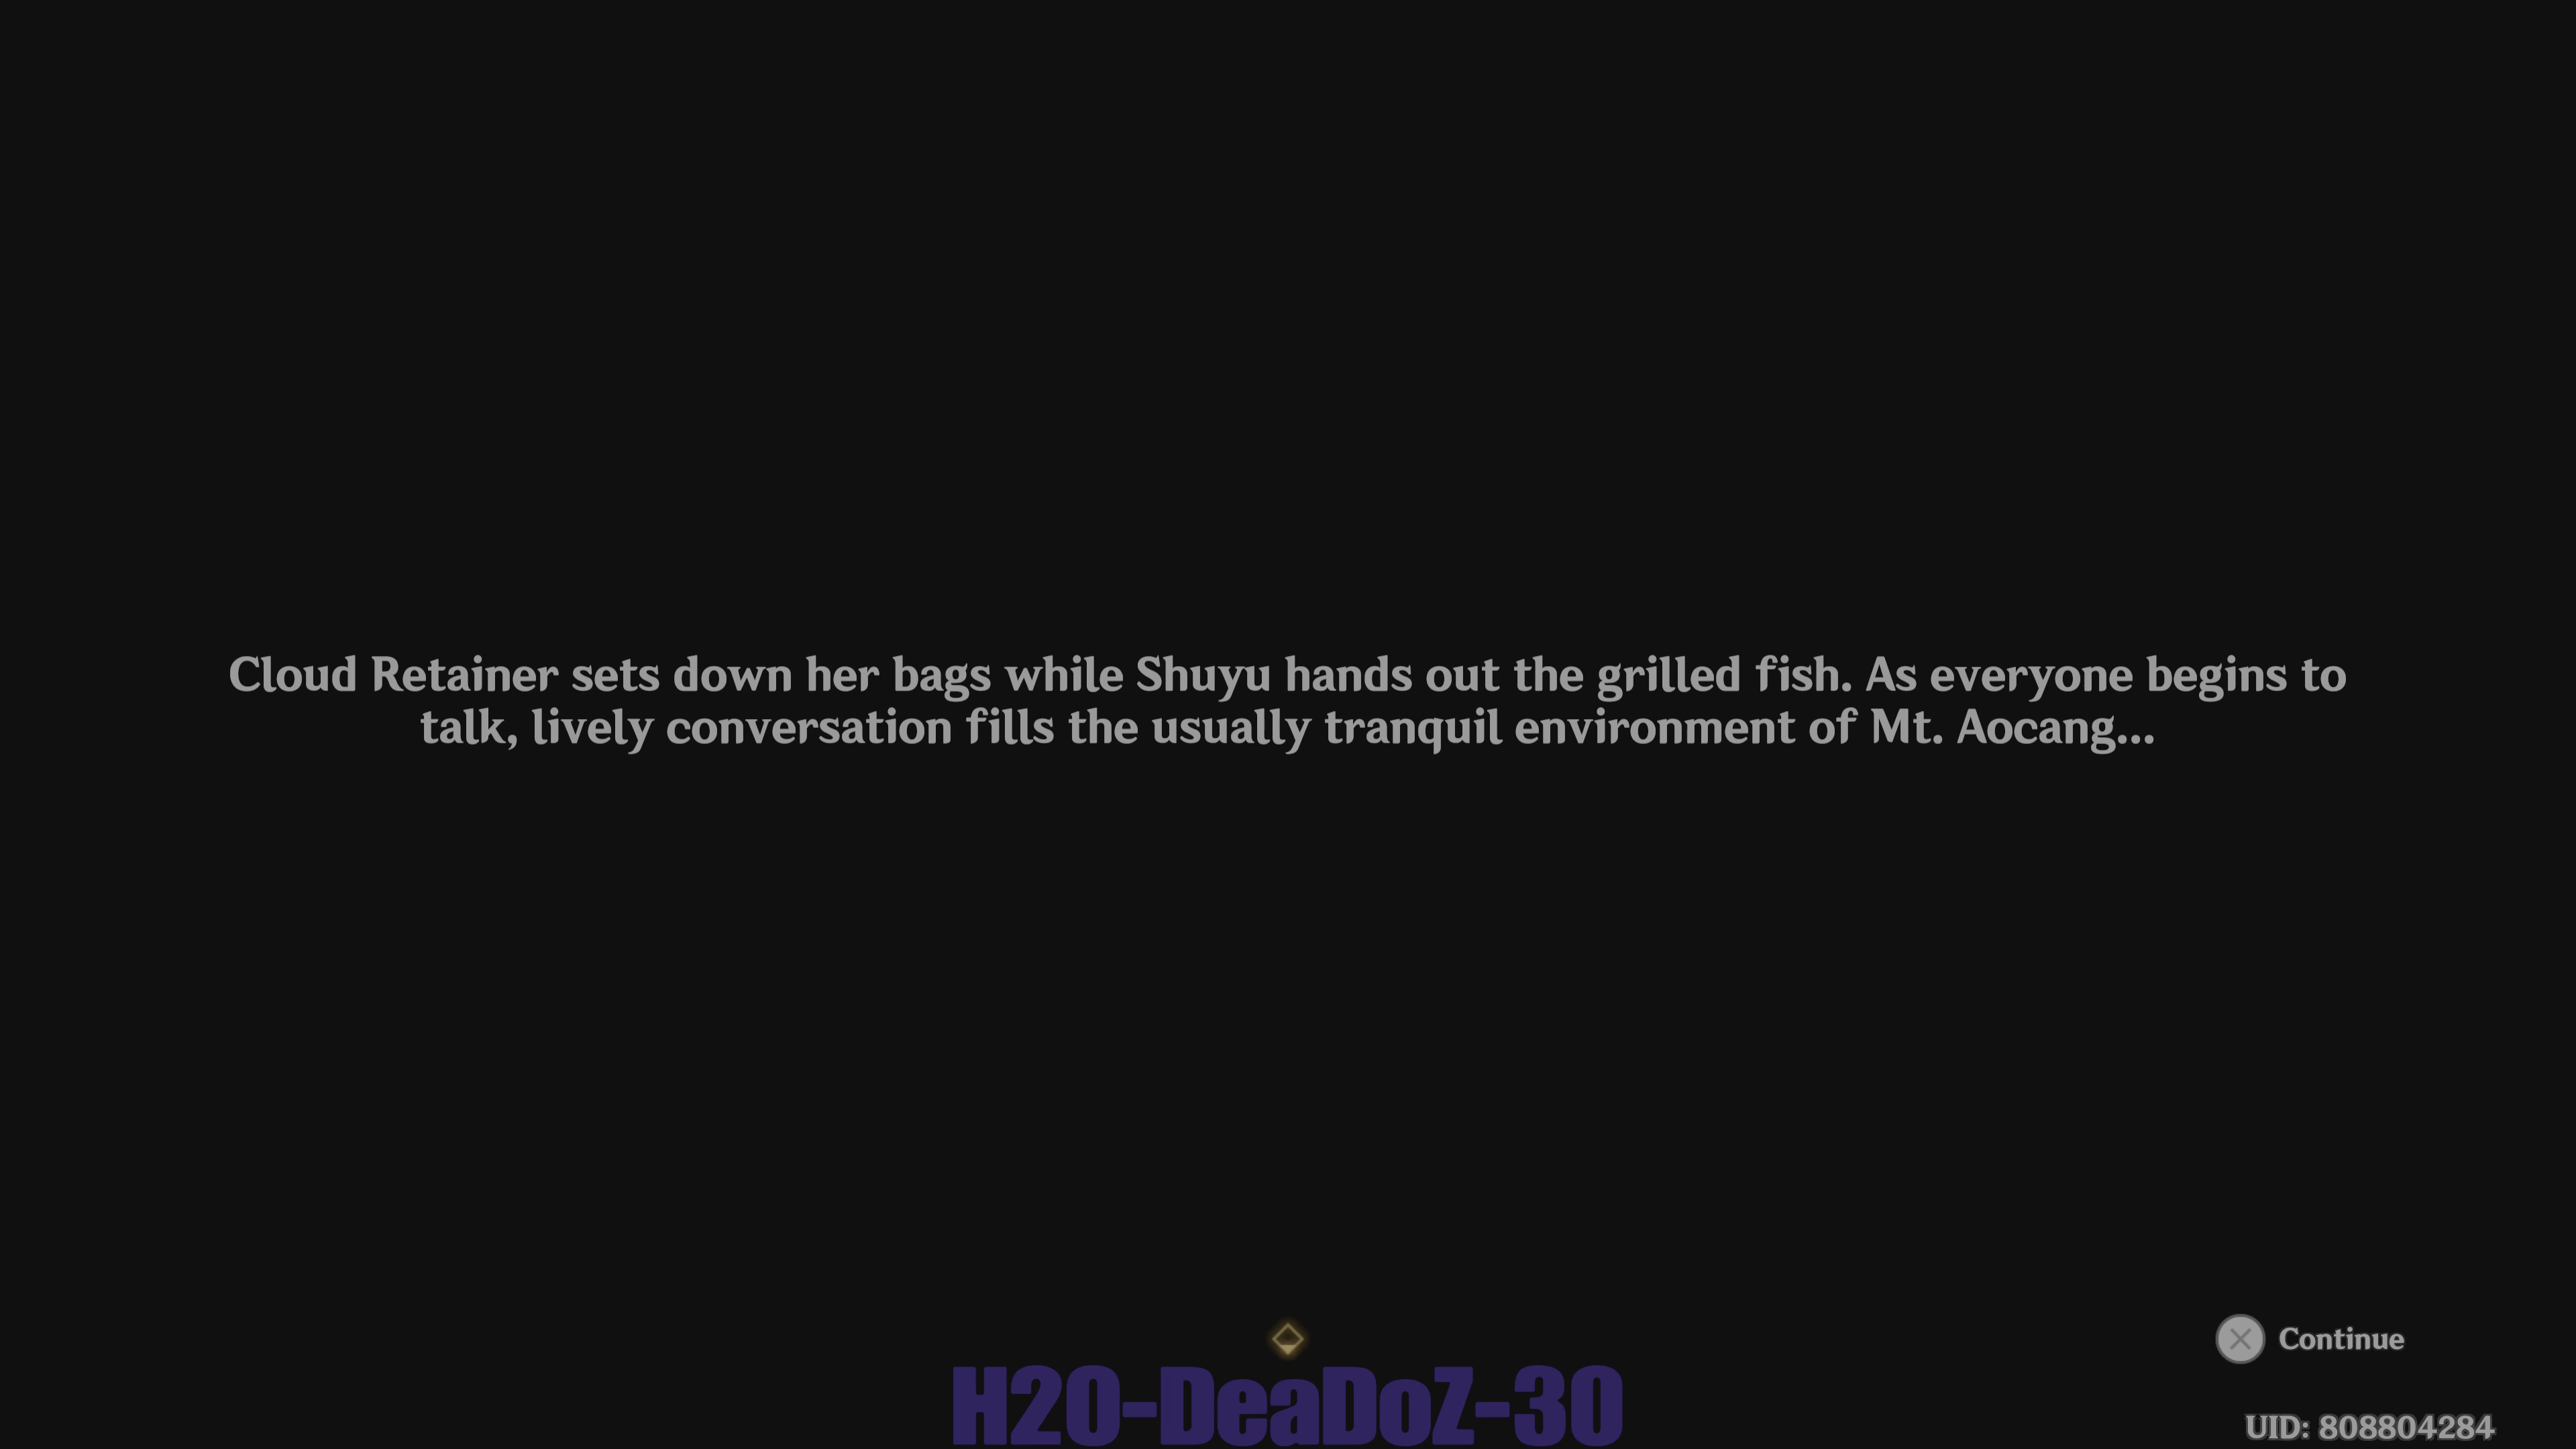 Cloud Retainer sets down her bags while Shuyu hands out the grilled fish. As everyone begins to
talk, lively conversation fills the usually tranquil environment of Mt. Aocang...
Continue
H2O-DeaDoZ-30
UID: 808804284